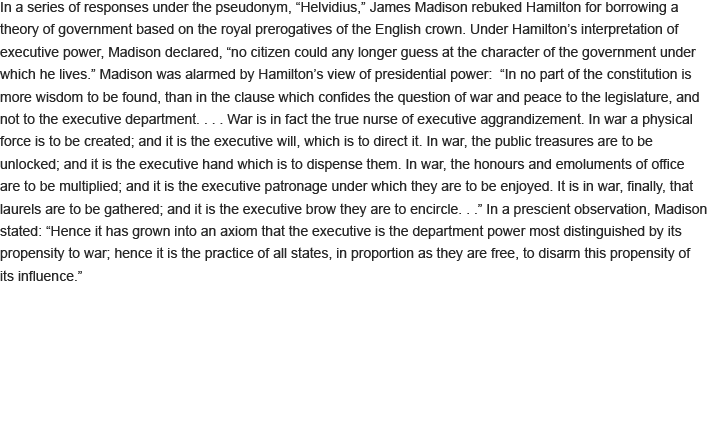 In a series of responses under the pseudonym, “Helvidius,” James Madison rebuked Hamilton for borrowing a
theory of government based on the royal prerogatives of the English crown. Under Hamilton’s interpretation of
executive power, Madison declared, “no citizen could any longer guess at the character of the government under
which he lives.” Madison was alarmed by Hamilton’s view of presidential power:  “In no part of the constitution is
more wisdom to be found, than in the clause which confides the question of war and peace to the legislature, and
not to the executive department. . . . War is in fact the true nurse of executive aggrandizement. In war a physical
force is to be created; and it is the executive will, which is to direct it. In war, the public treasures are to be
unlocked; and it is the executive hand which is to dispense them. In war, the honours and emoluments of office
are to be multiplied; and it is the executive patronage under which they are to be enjoyed. It is in war, finally, that
laurels are to be gathered; and it is the executive brow they are to encircle. . .” In a prescient observation, Madison
stated: “Hence it has grown into an axiom that the executive is the department power most distinguished by its
propensity to war; hence it is the practice of all states, in proportion as they are free, to disarm this propensity of
its influence.”